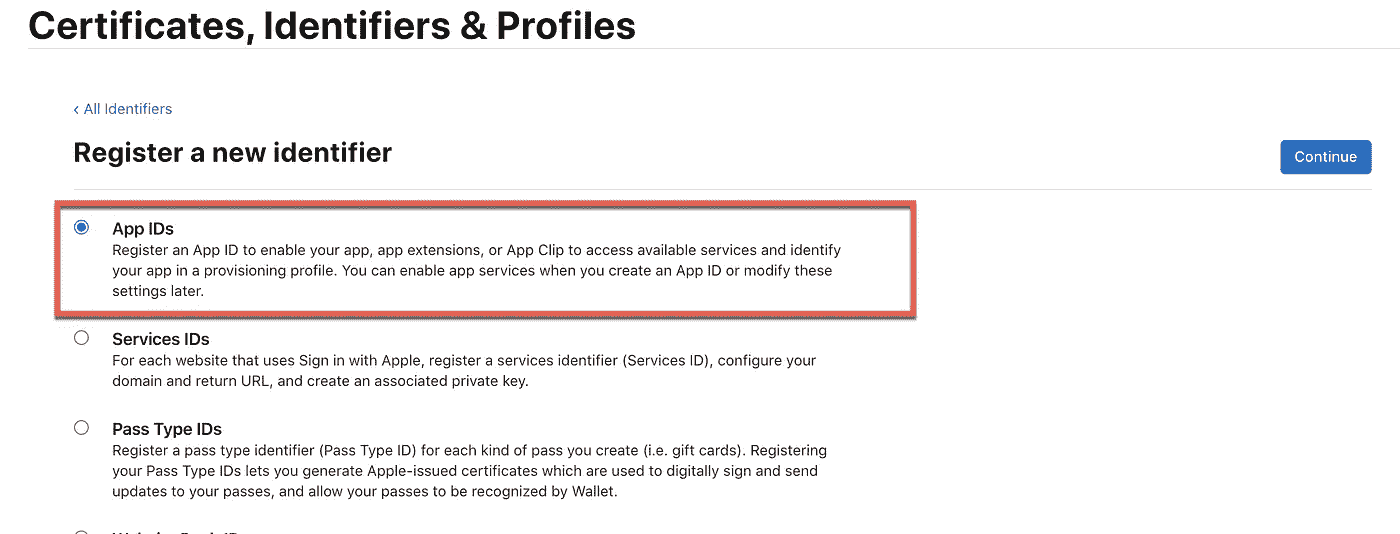 Certificates, Identifiers & Profiles
‹ All Identifiers
Register a new identifier
Continue
App IDs
Register an App ID to enable your app, app extensions, or App Clip to access available services and identify
your app in a provisioning profile. You can enable app services when you create an App ID or modify these
settings later.
Services IDs
For each website that uses Sign in with Apple, register a services identifier (Services ID), configure your
domain and return URL, and create an associated private key.
Pass Type IDs
Register a pass type identifier (Pass Type ID) for each kind of pass you create (i.e. gift cards). Registering
your Pass Type IDs lets you generate Apple-issued certificates which are used to digitally sign and send
updates to your passes, and allow your passes to be recognized by Wallet.